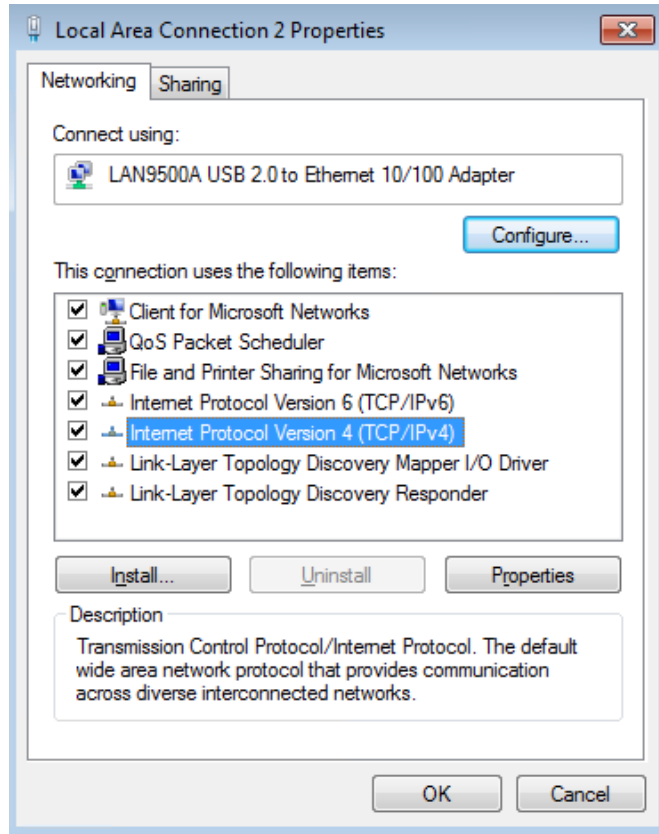 Local Area Connection 2 Properties
Networking
Sharing
Connect using:
LAN9500A USB 2.0 to Ethernet 10/100 Adapter
Configure...
This connection uses the following items:
Client for Microsoft Networks
QoS Packet Scheduler
File and Printer Sharing for Microsoft Networks
Internet Protocol Version 6 (TCP/IPv6)
Internet Protocol Version 4 (TCP/IPv4)
Link-Layer Topology Discovery Mapper I/O Driver
Link-Layer Topology Discovery Responder
Install...
Uninstall
Properties
Description
Transmission Control Protocol/Internet Protocol. The default
wide area network protocol that provides communication
across diverse interconnected networks.
OK
Cancel